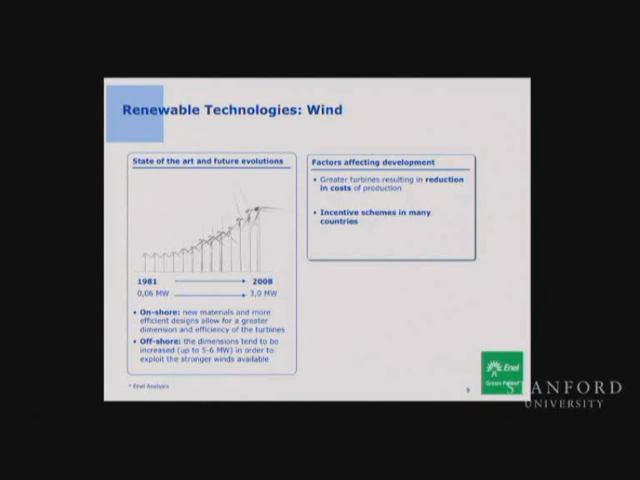 Renewable Technologies: Wind
State of the art and future evolutions
1981
2008
0,06 MW
3,0 MW
• On-shore: new materials and more
efficient designs allow for a greater
dimension and efficiency of the turbines
• Off-shore: the dimensions tend to be
increased (up to 5-6 MW) in order to
exploit the stronger winds available
Factors affecting development
• Greater turbines resulting in reduction
in costs of production
• Incentive schemes in many
countries
* Enel Analysis
9
Enel
Green Power
STANFORD
UNIVERSITY